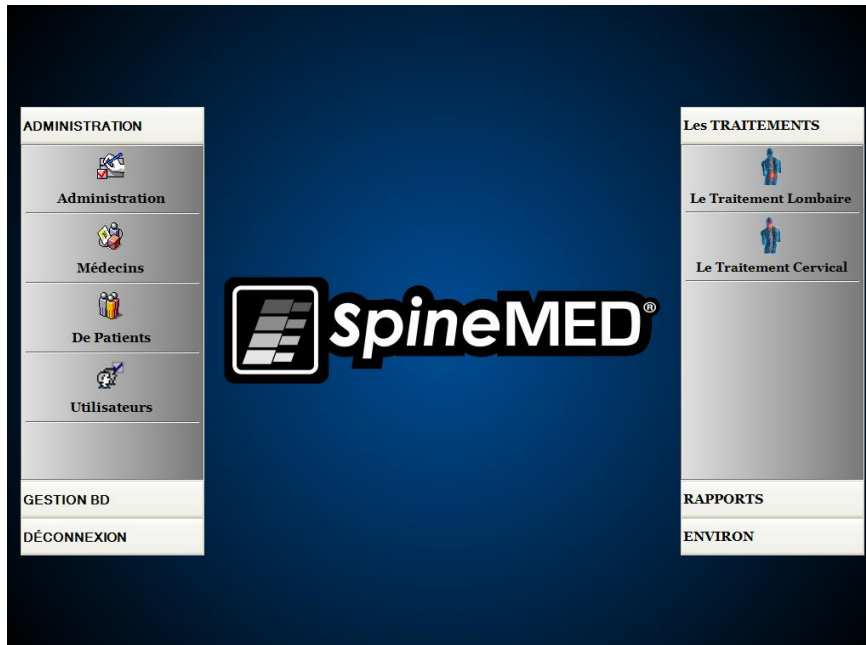 ADMINISTRATION
Administration
Médecins
De Patients
Utilisateurs
GESTION BD
DÉCONNEXION
SpineMED®
Les TRAITEMENTS
Le Traitement Lombaire
Le Traitement Cervical
RAPPORTS
ENVIRON